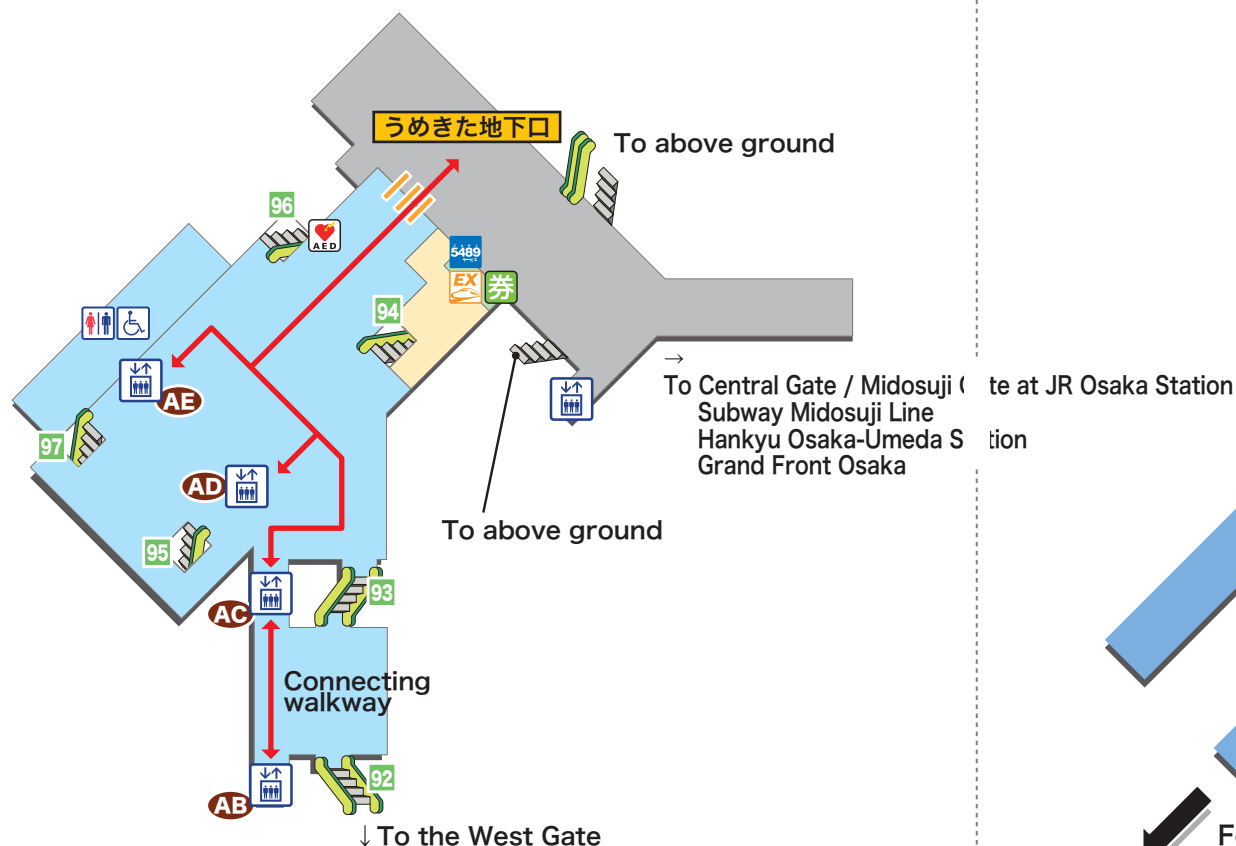 うめきた地下口
To above ground
96
AED
5489
EX
券
94
AE
→
To Central Gate / Midosuji G te at JR Osaka Station
Subway Midosuji Line
Hankyu Osaka-Umeda S tion
Grand Front Osaka
97
AD
To above ground
95
93
AC
Connecting
walkway
92
AB
↓To the West Gate